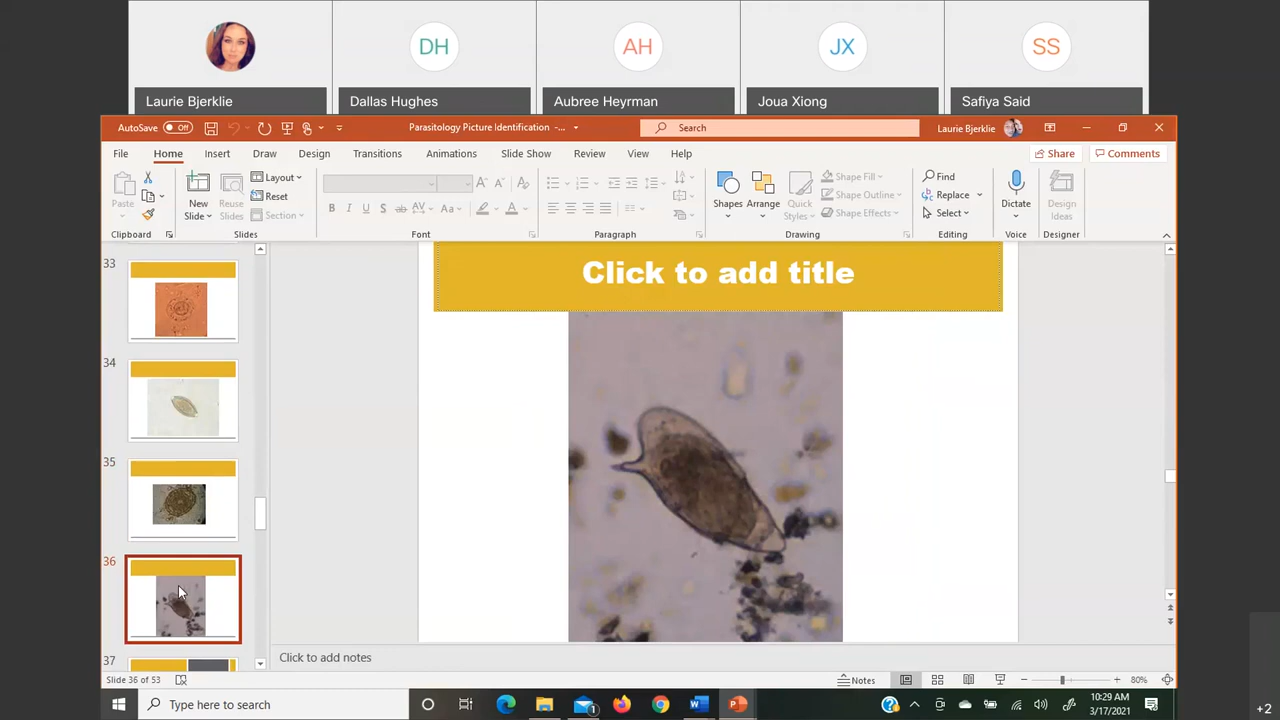 DH
AH
JX
SS
Laurie Bjerklie
Dallas Hughes
Aubree Heyrman
Joua Xiong
Safiya Said
AutoSave Off
Parasitology Picture Identification -...
Search
Laurie Bjerklie
File Home Insert Draw Design Transitions Animations Slide Show Review View Help
Share Comments
Paste
New Slide
Reuse Slides
Layout
Reset
Section
B I U S ab AV Aa A
Shapes
Arrange
Quick Styles
Shape Fill
Shape Outline
Shape Effects
Find
Replace
Select
Dictate
Design Ideas
Clipboard Slides Font Paragraph Drawing Editing Voice Designer
33
34
35
36
37
Click to add title
Click to add notes
Slide 36 of 53
Notes
80%
Type here to search
1
10:29 AM
3/17/2021
+2